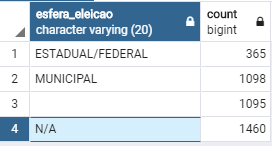 esfera_eleicao count
character varying (20) bigint
1 ESTADUAL/FEDERAL 365
2 MUNICIPAL 1098
3 1095
4 N/A 1460